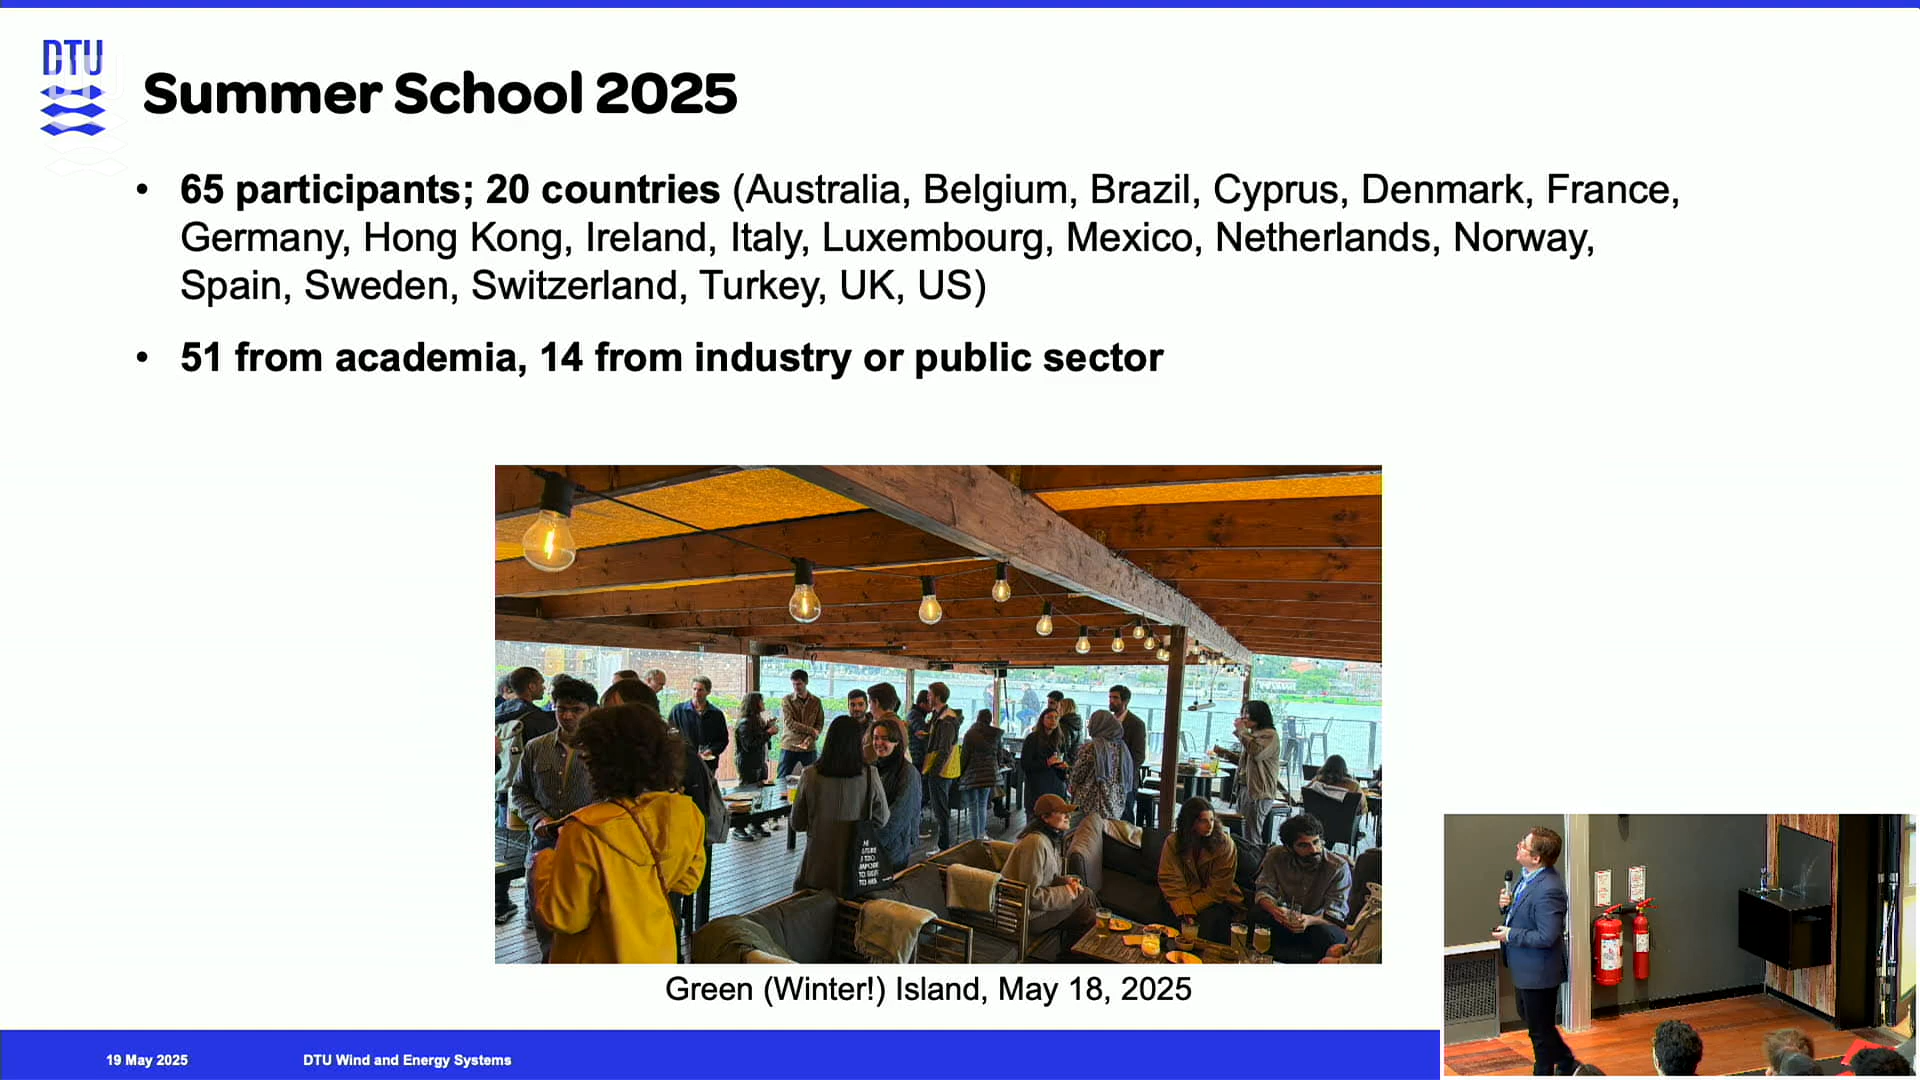 DTU
Summer School 2025
• 65 participants; 20 countries (Australia, Belgium, Brazil, Cyprus, Denmark, France,
Germany, Hong Kong, Ireland, Italy, Luxembourg, Mexico, Netherlands, Norway,
Spain, Sweden, Switzerland, Turkey, UK, US)
• 51 from academia, 14 from industry or public sector
Green (Winter!) Island, May 18, 2025
19 May 2025
DTU Wind and Energy Systems